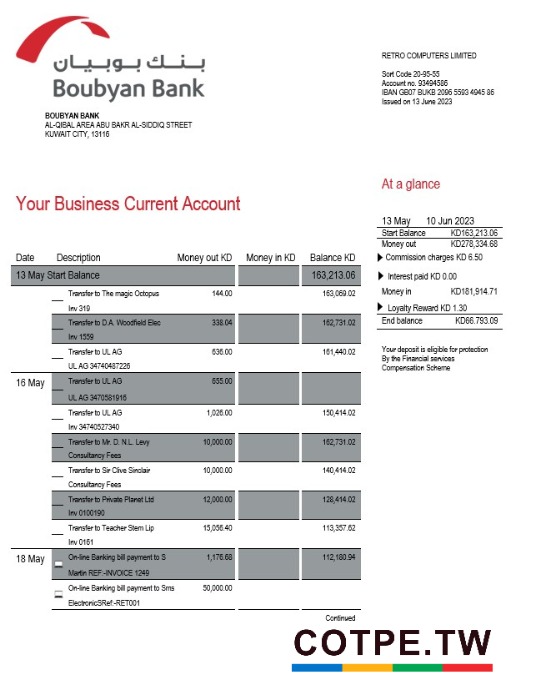 بنك بوبيان
Boubyan Bank
RETRO COMPUTERS LIMITED
Sort Code 20-95-55
Account no. 93494586
IBAN GB07 BUKB 2096 5593 4945 86
Issued on 13 June 2023
BOUBYAN BANK
AL-QIBAL AREA ABU BAKR AL-SIDDIQ STREET
KUWAIT CITY, 13116
At a glance
13 May 10 Jun 2023
Start Balance KD163,213.06
Money out KD278,334.68
Commission charges KD 6.50
Interest paid KD 0.00
Money in KD181,914.71
Loyalty Reward KD 1.30
End balance KD66.793.09
Your deposit is eligible for protection
By the Financial services
Compensation Scheme
Your Business Current Account
Date Description Money out KD Money in KD Balance KD
13 May Start Balance 163,213.06
Transfer to The magic Octopus 144.00 163,069.02
Inv 319
Transfer to D.A. Woodfield Elec 338.04 162,731.02
Inv 1559
Transfer to UL AG 636.00 161,440.02
UL AG 34740487226
16 May Transfer to UL AG 655.00
UL AG 3470581916
Transfer to UL AG 1,026.00 150,414.02
Inv 34740527340
Transfer to Mr. D. N.L. Levy 10,000.00 162,731.02
Consultancy Fees
Transfer to Sir Clive Sinclair 10,000.00 140,414.02
Consultancy Fees
Transfer to Private Planet Ltd 12,000.00 128,414.02
Inv 0100190
Transfer to Teacher Stem Lip 15,056.40 113,357.62
Inv 0161
18 May On-line Banking bill payment to S 1,176.68 112,180.94
Martin REF:-INVOICE 1249
On-line Banking bill payment to Sms 50,000.00
ElectronicSRef:-RET001
Continued
COTPE.TW